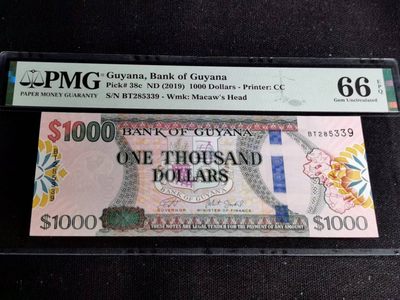 PMG
PAPER MONEY GUARANTY
Guyana, Bank of Guyana
Pick# 38c ND (2019) 1000 Dollars - Printer: CC
S/N BT285339 - Wmk: Macaw's Head
66 EPQ
Gem Uncirculated
$1000
BANK OF GUYANA
BT285339
ONE THOUSAND
DOLLARS
BANK OF GUYANA
GOVERNOR
MINISTER OF FINANCE
$1000
$1000
THESE NOTES ARE LEGAL TENDER FOR THE PAYMENT OF ANY AMOUNT